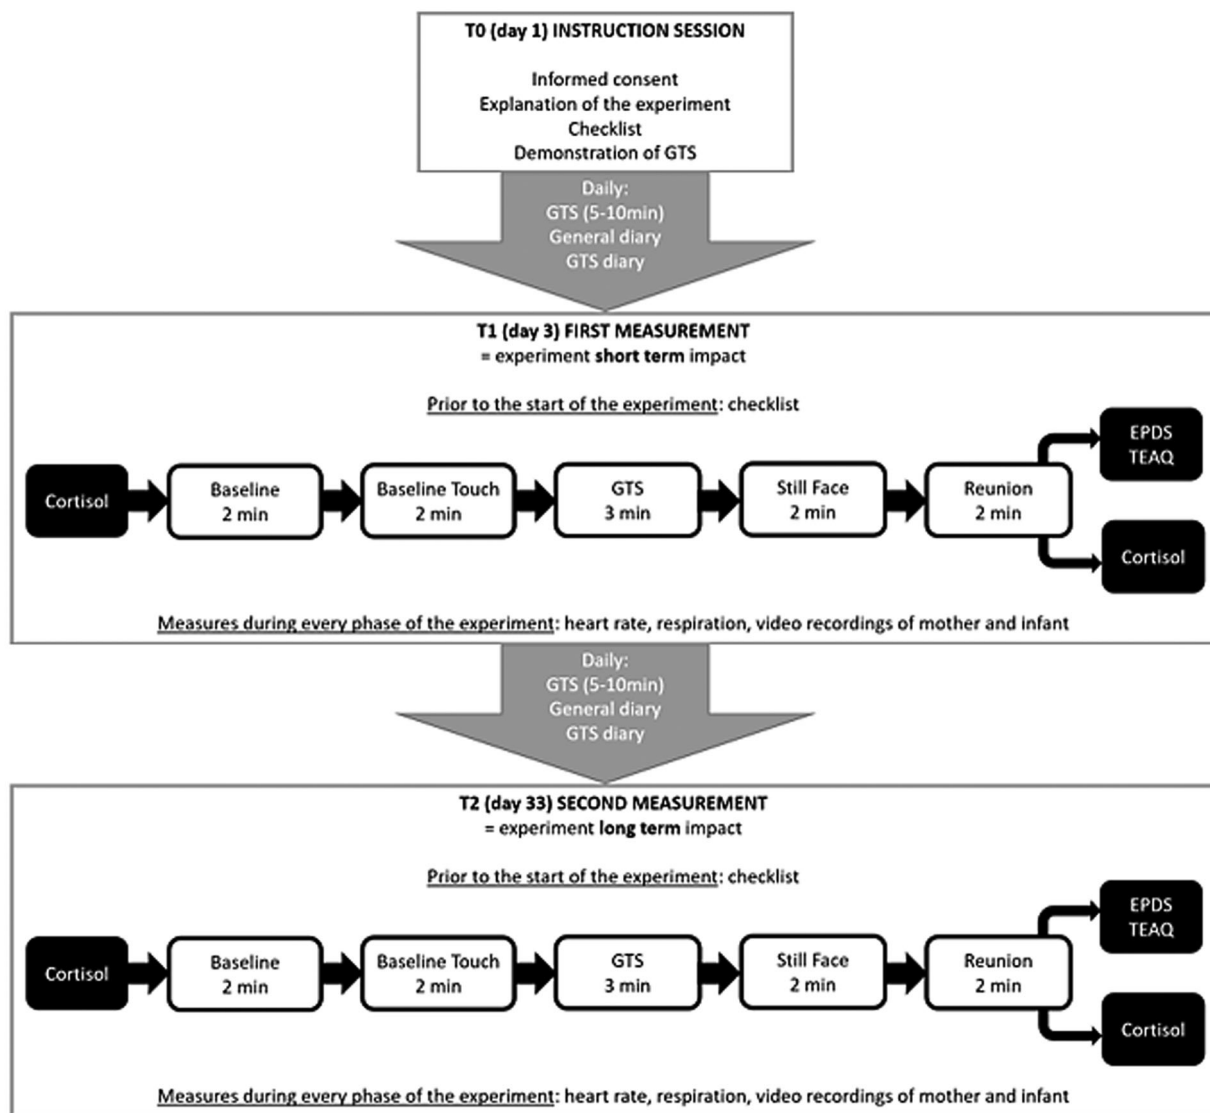 T0 (day 1) INSTRUCTION SESSION
Informed consent
Explanation of the experiment
Checklist
Demonstration of GTS
Daily:
GTS (5-10min)
General diary
GTS diary
T1 (day 3) FIRST MEASUREMENT
= experiment short term impact
Prior to the start of the experiment: checklist
Cortisol
Baseline
2 min
Baseline Touch
2 min
GTS
3 min
Still Face
2 min
Reunion
2 min
EPDS
TEAQ
Cortisol
Measures during every phase of the experiment: heart rate, respiration, video recordings of mother and infant
Daily:
GTS (5-10min)
General diary
GTS diary
T2 (day 33) SECOND MEASUREMENT
= experiment long term impact
Prior to the start of the experiment: checklist
Cortisol
Baseline
2 min
Baseline Touch
2 min
GTS
3 min
Still Face
2 min
Reunion
2 min
EPDS
TEAQ
Cortisol
Measures during every phase of the experiment: heart rate, respiration, video recordings of mother and infant